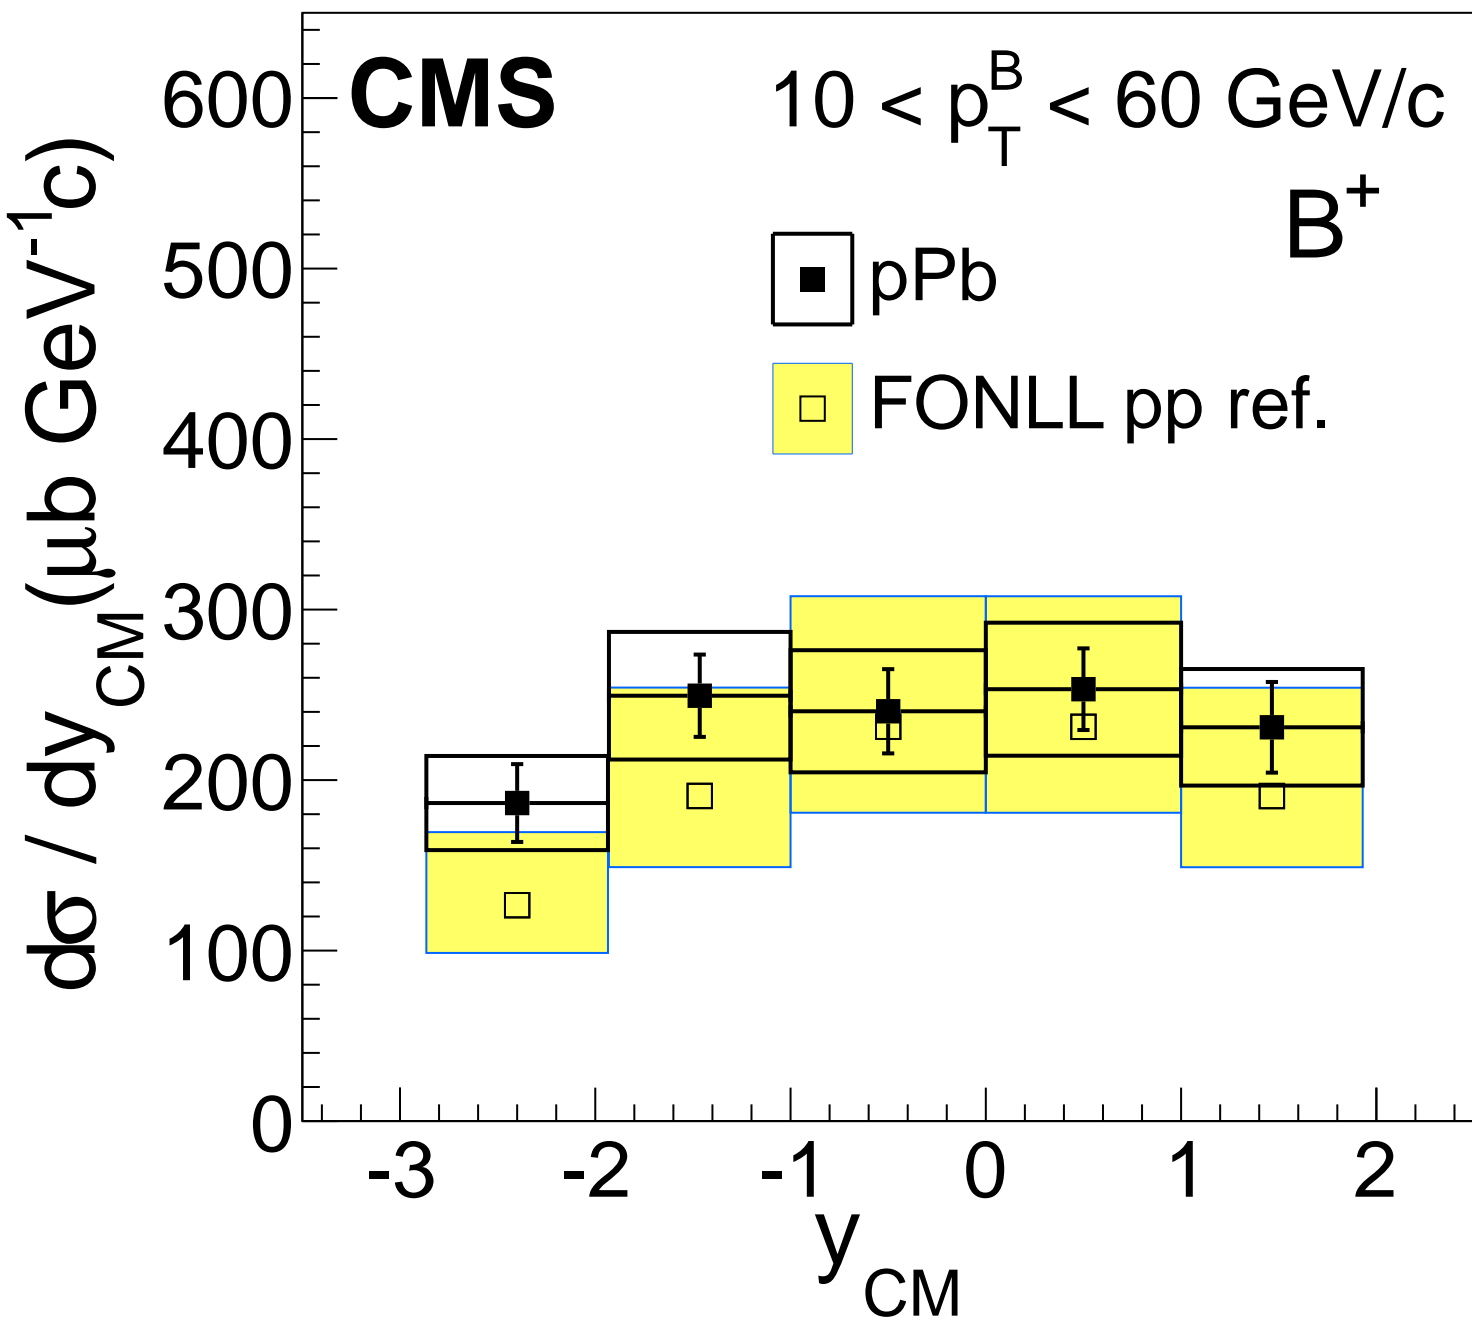 CMS
10 < p_T^B < 60 GeV/c
B^+
pPb
FONLL pp ref.
dσ / dy_CM (μb GeV^-1 c)
600
500
400
300
200
100
0
-3 -2 -1 0 1 2
y_CM